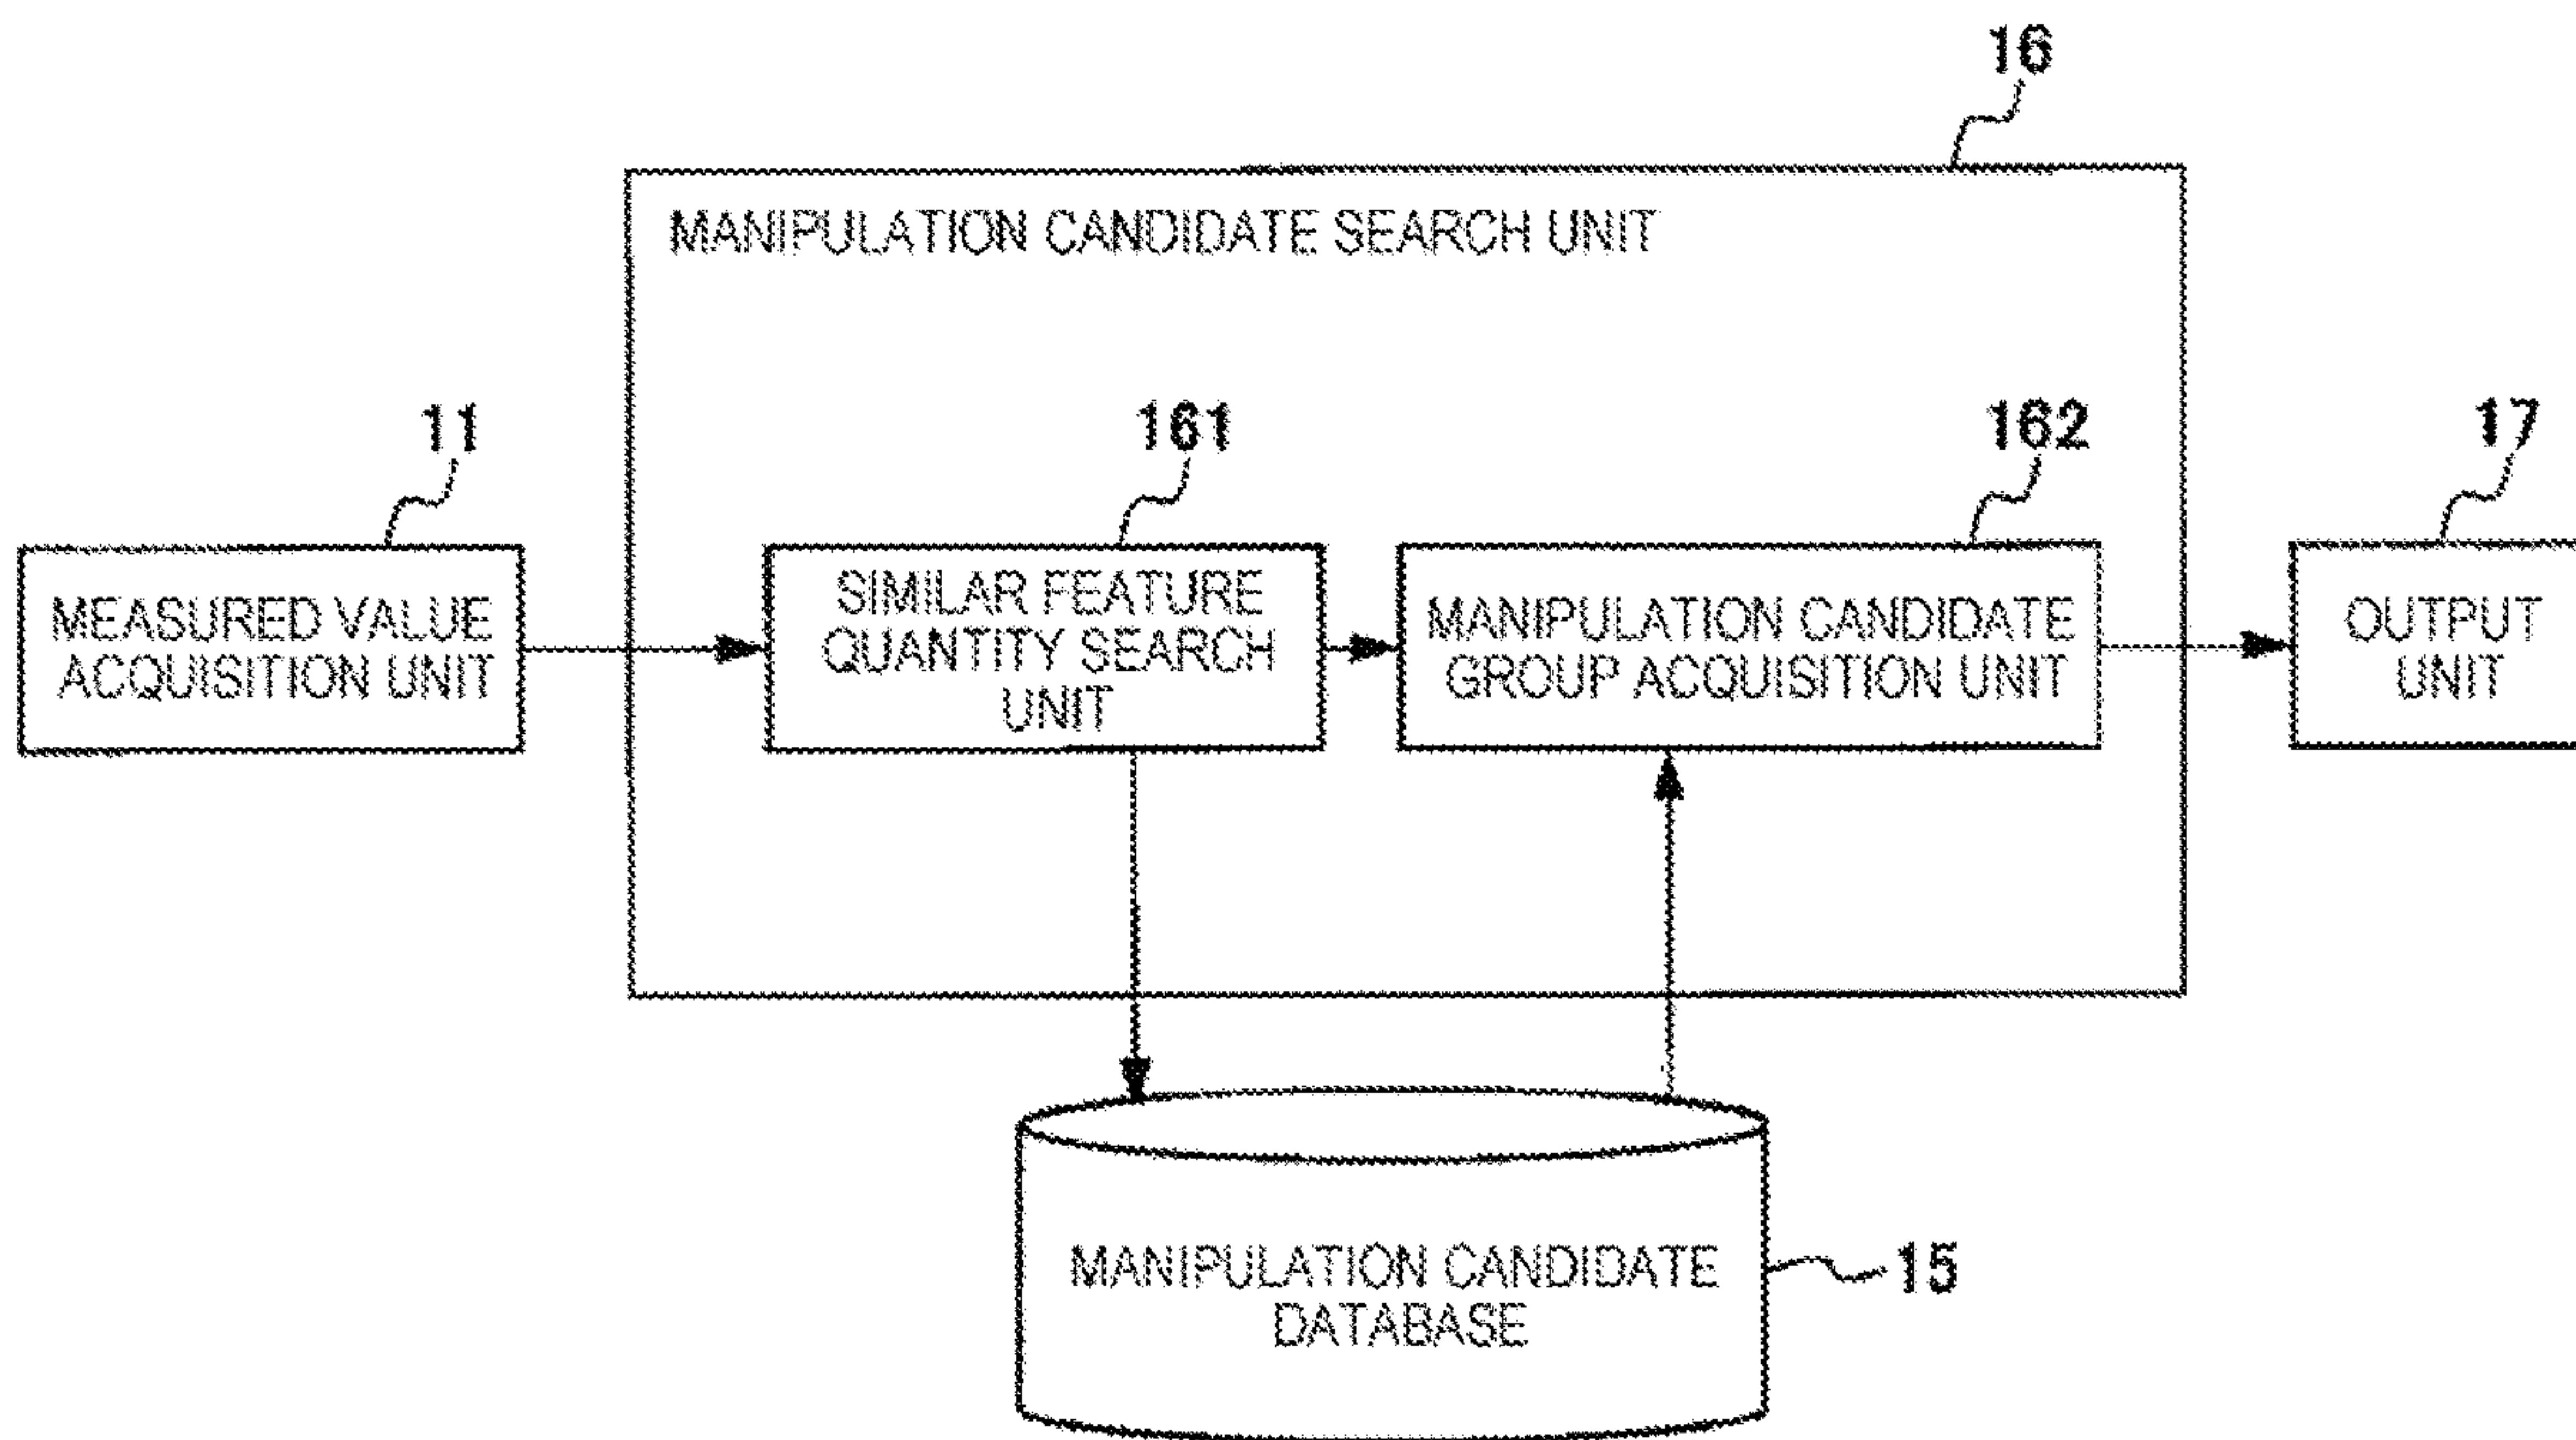 16
MANIPULATION CANDIDATE SEARCH UNIT
11
161
162
17
MEASURED VALUE
ACQUISITION UNIT
SIMILAR FEATURE
QUANTITY SEARCH
UNIT
MANIPULATION CANDIDATE
GROUP ACQUISITION UNIT
OUTPUT
UNIT
MANIPULATION CANDIDATE
DATABASE
15